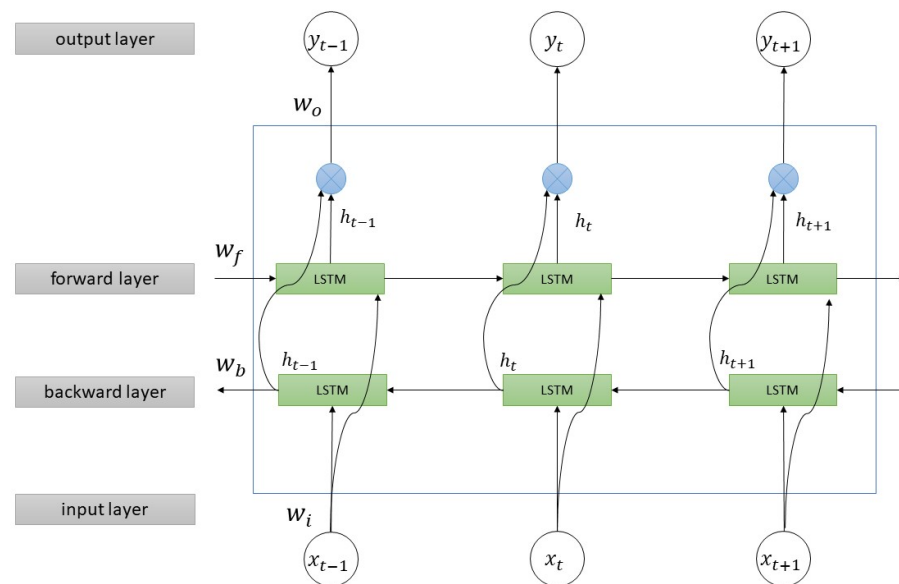 output layer
y_{t-1}
y_t
y_{t+1}
w_o
h_{t-1}
h_t
h_{t+1}
w_f
forward layer
LSTM
LSTM
LSTM
h_{t-1}
h_t
h_{t+1}
w_b
backward layer
LSTM
LSTM
LSTM
input layer
w_i
x_{t-1}
x_t
x_{t+1}